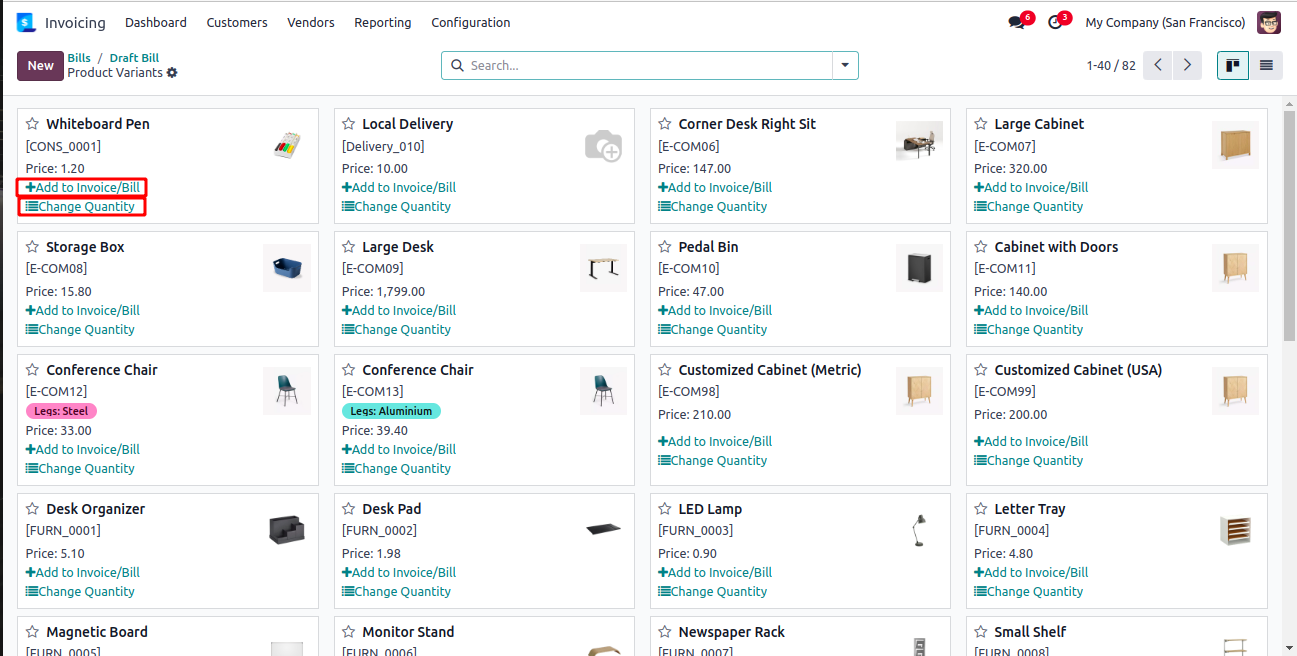 Invoicing Dashboard Customers Vendors Reporting Configuration 6 3 My Company (San Francisco)
New Bills / Draft Bill Search... 1-40 / 82
Product Variants
Whiteboard Pen
[CONS_0001]
Price: 1.20
Add to Invoice/Bill
Change Quantity
Local Delivery
[Delivery_010]
Price: 10.00
Add to Invoice/Bill
Change Quantity
Corner Desk Right Sit
[E-COM06]
Price: 147.00
Add to Invoice/Bill
Change Quantity
Large Cabinet
[E-COM07]
Price: 320.00
Add to Invoice/Bill
Change Quantity
Storage Box
[E-COM08]
Price: 15.80
Add to Invoice/Bill
Change Quantity
Large Desk
[E-COM09]
Price: 1,799.00
Add to Invoice/Bill
Change Quantity
Pedal Bin
[E-COM10]
Price: 47.00
Add to Invoice/Bill
Change Quantity
Cabinet with Doors
[E-COM11]
Price: 140.00
Add to Invoice/Bill
Change Quantity
Conference Chair
[E-COM12]
Legs: Steel
Price: 33.00
Add to Invoice/Bill
Change Quantity
Conference Chair
[E-COM13]
Legs: Aluminium
Price: 39.40
Add to Invoice/Bill
Change Quantity
Customized Cabinet (Metric)
[E-COM98]
Price: 210.00
Add to Invoice/Bill
Change Quantity
Customized Cabinet (USA)
[E-COM99]
Price: 200.00
Add to Invoice/Bill
Change Quantity
Desk Organizer
[FURN_0001]
Price: 5.10
Add to Invoice/Bill
Change Quantity
Desk Pad
[FURN_0002]
Price: 1.98
Add to Invoice/Bill
Change Quantity
LED Lamp
[FURN_0003]
Price: 0.90
Add to Invoice/Bill
Change Quantity
Letter Tray
[FURN_0004]
Price: 4.80
Add to Invoice/Bill
Change Quantity
Magnetic Board
[FURN_0005]
Monitor Stand
[FURN_0006]
Newspaper Rack
[FURN_0007]
Small Shelf
[FURN_0008]